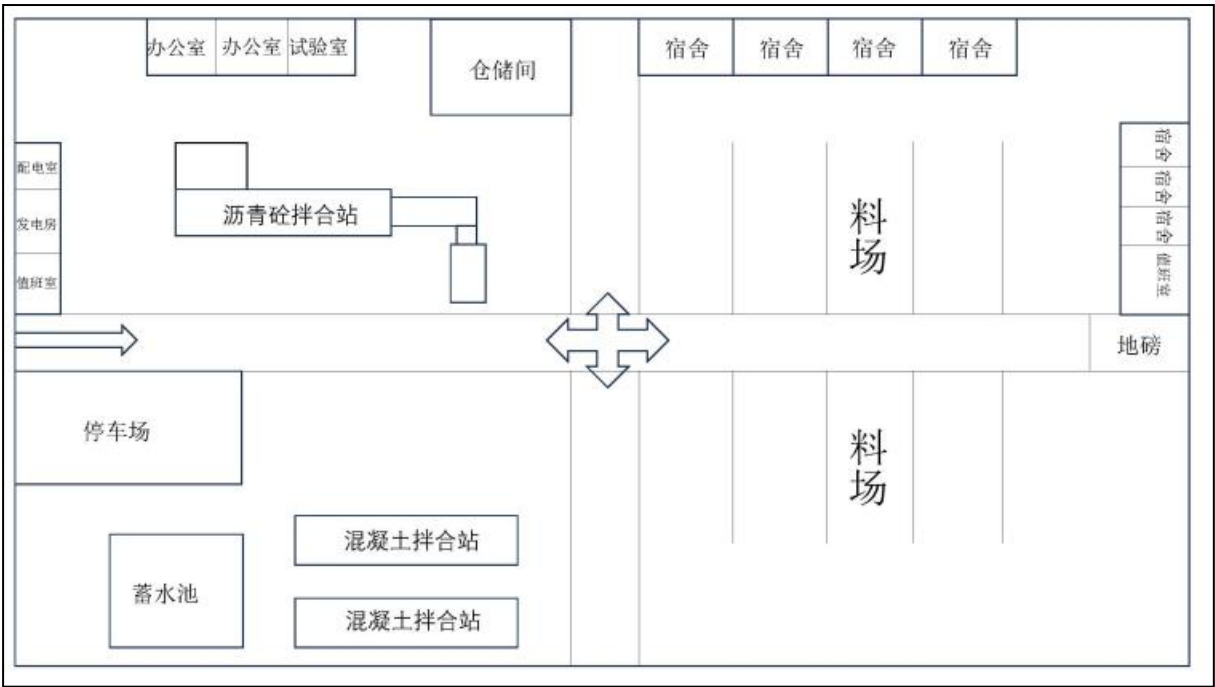 办公室
办公室
试验室
仓储间
宿舍
宿舍
宿舍
宿舍
配电室
发电房
值班室
沥青砼拌合站
料场
宿舍
宿舍
宿舍
值班室
地磅
停车场
料场
混凝土拌合站
蓄水池
混凝土拌合站